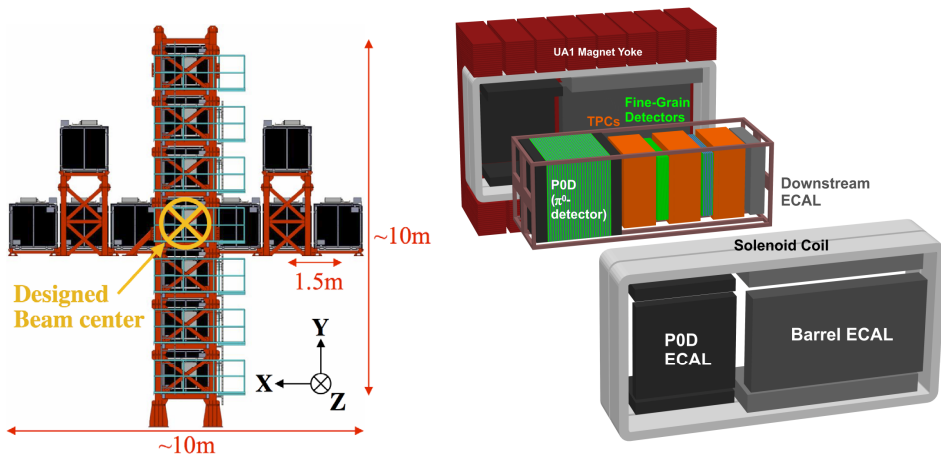 ~10m
1.5m
Designed
Beam center
Y
X
Z
~10m
UA1 Magnet Yoke
Fine-Grain
Detectors
TPCs
P0D
(π⁰-
detector)
Downstream
ECAL
Solenoid Coil
P0D
ECAL
Barrel ECAL